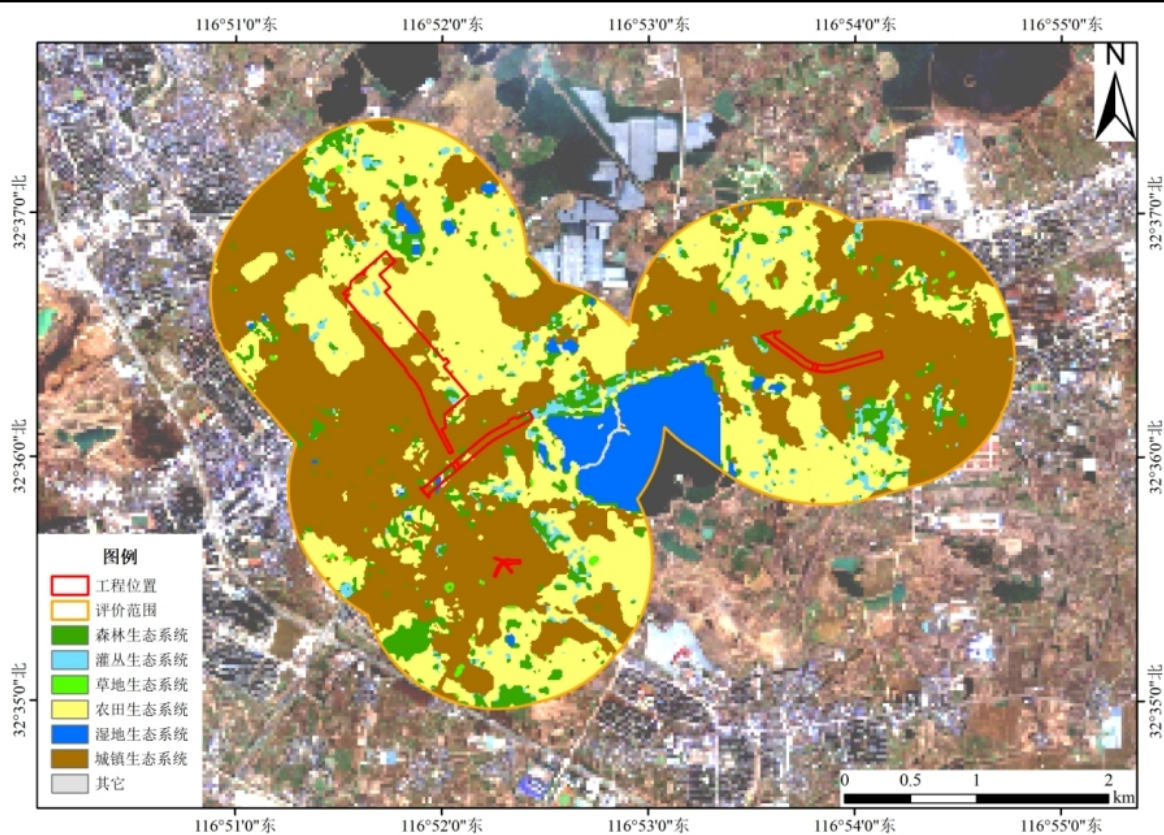 116°51'0"东
116°52'0"东
116°53'0"东
116°54'0"东
116°55'0"东
N
32°37'0"北
32°37'0"北
32°36'0"北
32°36'0"北
图例
工程位置
评价范围
森林生态系统
灌丛生态系统
草地生态系统
农田生态系统
湿地生态系统
城镇生态系统
其它
32°35'0"北
32°35'0"北
0 0.5 1 2
km
116°51'0"东
116°52'0"东
116°53'0"东
116°54'0"东
116°55'0"东